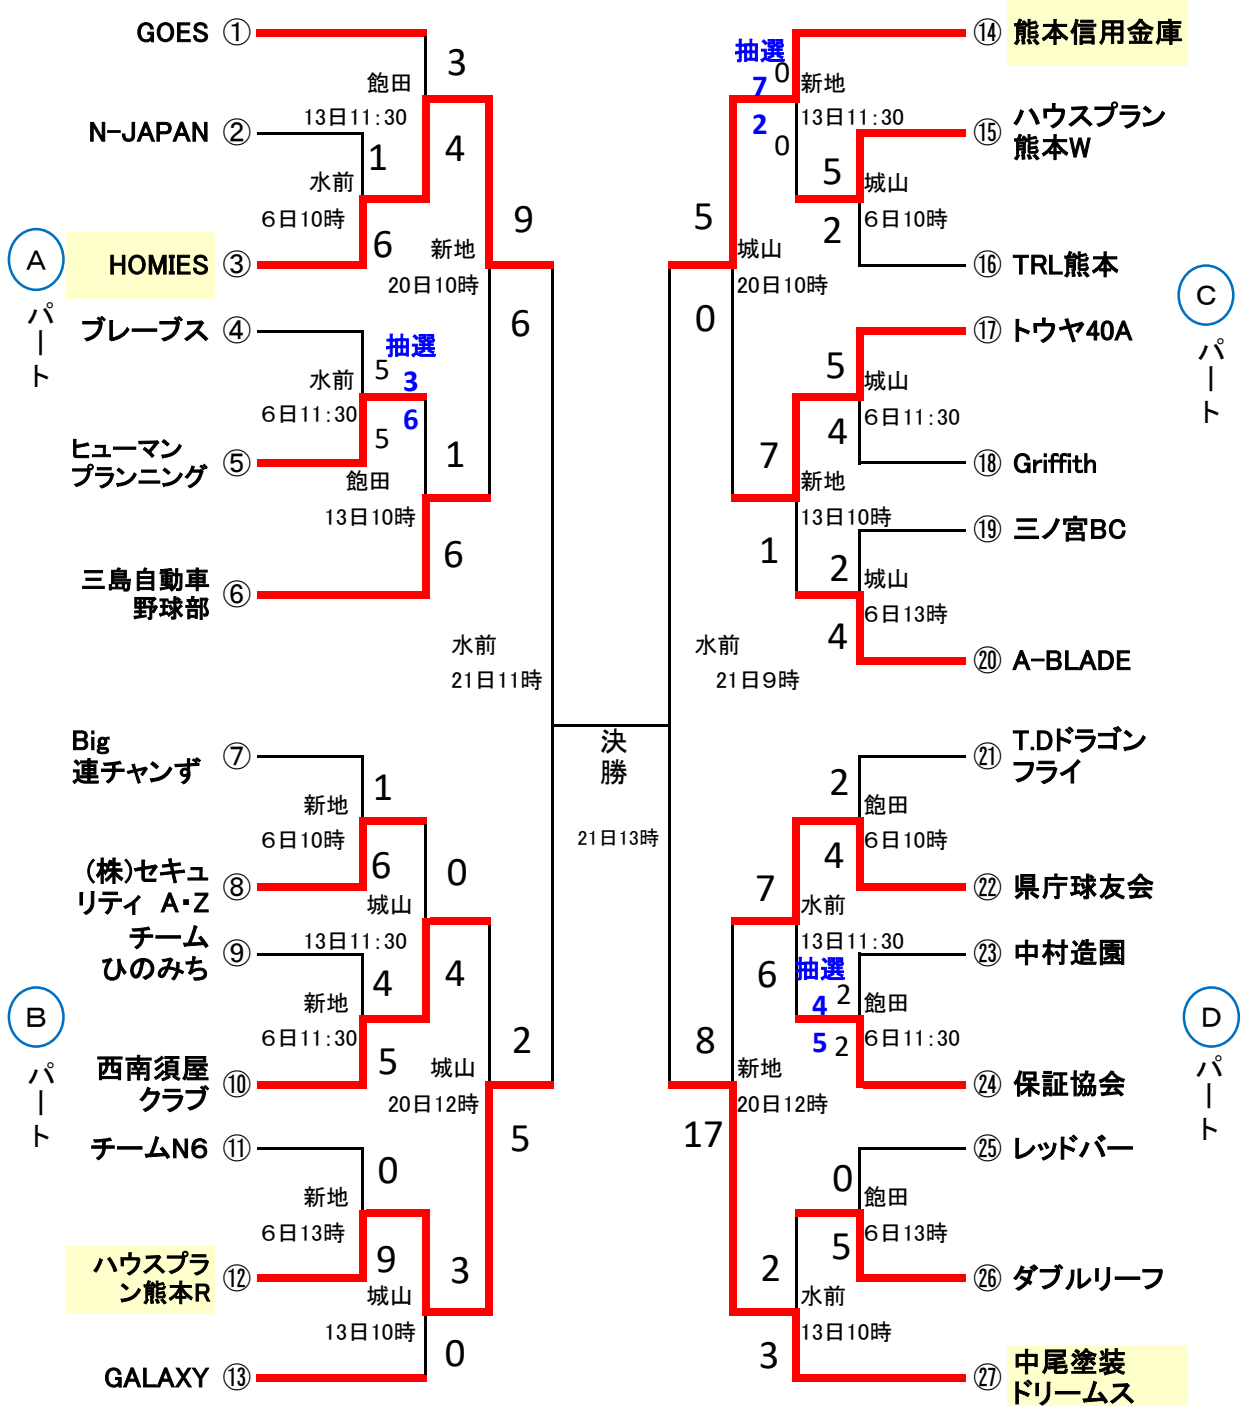 GOES ①
3
飽田
13日11:30
N-JAPAN ②
1
4
水前
6日10時
6
9
A
パート
HOMIES ③
新地
20日10時
6
ブレーブス ④
抽選
5
3
水前
6日11:30
6
5
1
ヒューマン
プランニング ⑤
飽田
13日10時
6
三島自動車
野球部 ⑥
水前
21日11時
Big
連チャンず ⑦
1
新地
6日10時
6
0
(株)セキュ
リティ A・Z ⑧
城山
13日11:30
チーム
ひのみち ⑨
4
4
新地
6日11:30
B
パート
5
2
西南須屋
クラブ ⑩
城山
20日12時
5
チームN6 ⑪
0
新地
6日13時
9
3
ハウスプラ
ン熊本R ⑫
城山
13日10時
0
GALAXY ⑬
決勝
21日13時
⑭ 熊本信用金庫
抽選
0
7
新地
13日11:30
2
0
⑮ ハウスプラン
熊本W
5
城山
6日10時
2
5
⑯ TRL熊本
城山
20日10時
0
C
パート
⑰ トウヤ40A
5
城山
6日11:30
4
7
⑱ Griffith
新地
13日10時
1
⑲ 三ノ宮BC
2
城山
6日13時
4
⑳ A-BLADE
水前
21日9時
㉑ T.Dドラゴン
フライ
2
飽田
6日10時
4
7
㉒ 県庁球友会
水前
13日11:30
6
㉓ 中村造園
抽選
2
4
飽田
6日11:30
5
2
8
D
パート
㉔ 保証協会
新地
20日12時
17
㉕ レッドバー
0
飽田
6日13時
5
2
㉖ ダブルリーフ
水前
13日10時
3
㉗ 中尾塗装
ドリームス